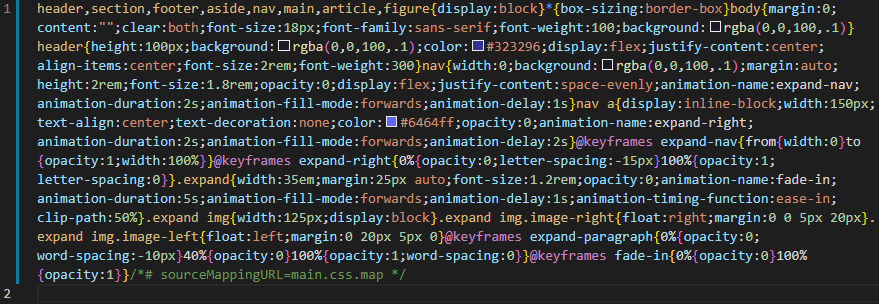 1 header,section,footer,aside,nav,main,article,figure{display:block}*{box-sizing:border-box}body{margin:0;
content:"";clear:both;font-size:18px;font-family:sans-serif;font-weight:100;background:rgba(0,0,100,.1)}
header{height:100px;background:rgba(0,0,100,.1);color:#323296;display:flex;justify-content:center;
align-items:center;font-size:2rem;font-weight:300}nav{width:0;background:rgba(0,0,100,.1);margin:auto;
height:2rem;font-size:1.8rem;opacity:0;display:flex;justify-content:space-evenly;animation-name:expand-nav;
animation-duration:2s;animation-fill-mode:forwards;animation-delay:1s}nav a{display:inline-block;width:150px;
text-align:center;text-decoration:none;color:#6464ff;opacity:0;animation-name:expand-right;
animation-duration:2s;animation-fill-mode:forwards;animation-delay:2s}@keyframes expand-nav{from{width:0}to
{opacity:1;width:100%}}@keyframes expand-right{0%{opacity:0;letter-spacing:-15px}100%{opacity:1;
letter-spacing:0}}.expand{width:35em;margin:25px auto;font-size:1.2rem;opacity:0;animation-name:fade-in;
animation-duration:5s;animation-fill-mode:forwards;animation-delay:1s;animation-timing-function:ease-in;
clip-path:50%}.expand img{width:125px;display:block}.expand img.image-right{float:right;margin:0 0 5px 20px}.
expand img.image-left{float:left;margin:0 20px 5px 0}@keyframes expand-paragraph{0%{opacity:0;
word-spacing:-10px}40%{opacity:0}100%{opacity:1;word-spacing:0}}@keyframes fade-in{0%{opacity:0}100%
{opacity:1}}/*# sourceMappingURL=main.css.map */
2